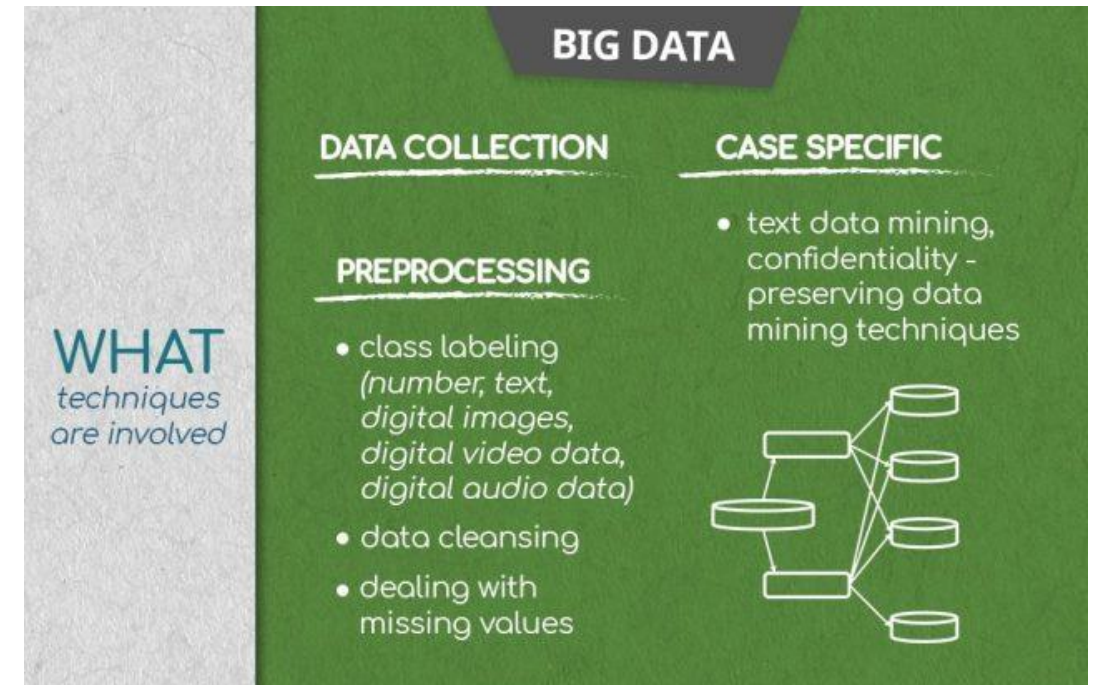 BIG DATA
WHAT
techniques
are involved
DATA COLLECTION
PREPROCESSING
• class labeling
(number, text,
digital images,
digital video data,
digital audio data)
• data cleansing
• dealing with
missing values
CASE SPECIFIC
• text data mining,
confidentiality -
preserving data
mining techniques